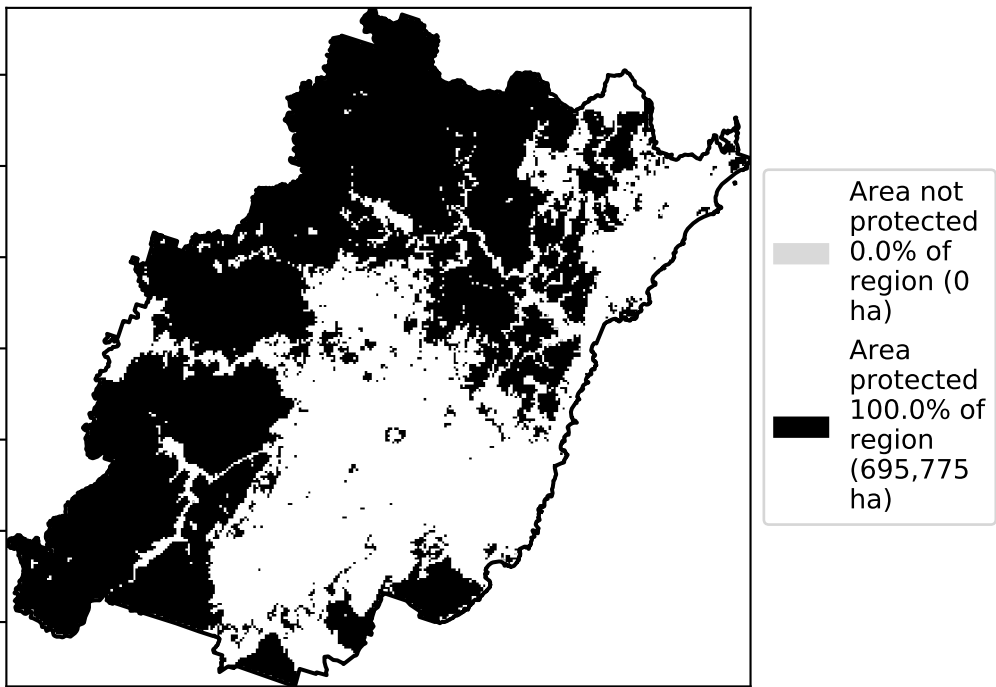 Area not
protected
0.0% of
region (0
ha)
Area
protected
100.0% of
region
(695,775
ha)